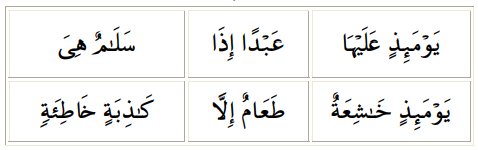 يَوْمَئِذٍ عَلَيْهَا عَبْدًا إِذَا سَلَـٰمٌ هِىَ
يَوْمَئِذٍ خَـٰشِعَةٌ طَعَامٌ إِلَّا كَـٰذِبَةٍ خَاطِئَةٍ